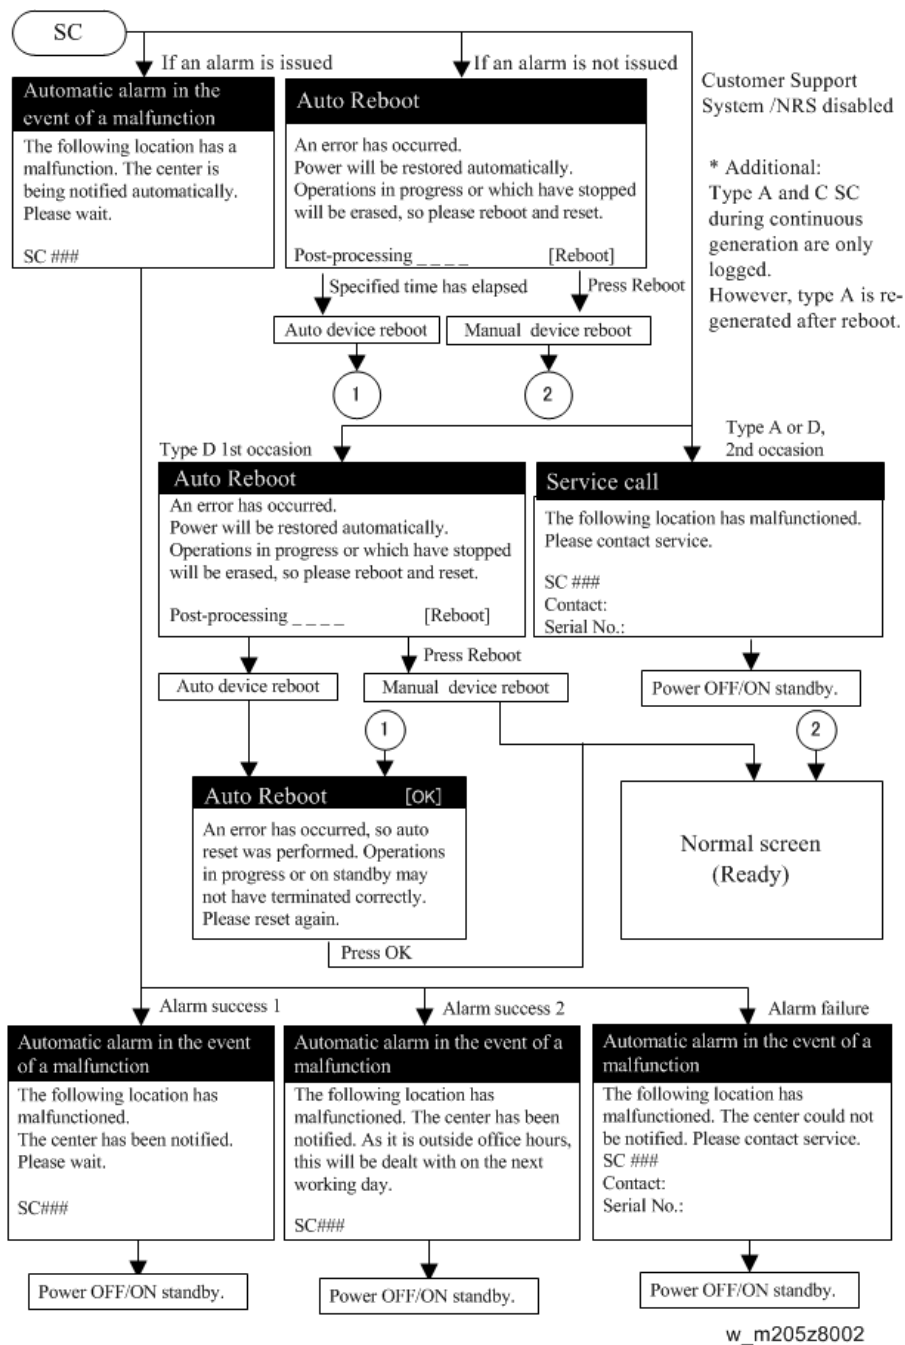 SC
If an alarm is issued
If an alarm is not issued
Customer Support
System /NRS disabled
Automatic alarm in the
event of a malfunction
The following location has a
malfunction. The center is
being notified automatically.
Please wait.
SC ###
Auto Reboot
An error has occurred.
Power will be restored automatically.
Operations in progress or which have stopped
will be erased, so please reboot and reset.
Post-processing _ _ _ _ [Reboot]
* Additional:
Type A and C SC
during continuous
generation are only
logged.
However, type A is re-
generated after reboot.
Specified time has elapsed
Press Reboot
Auto device reboot
Manual device reboot
1
2
Type D 1st occasion
Type A or D,
2nd occasion
Auto Reboot
An error has occurred.
Power will be restored automatically.
Operations in progress or which have stopped
will be erased, so please reboot and reset.
Post-processing _ _ _ _ [Reboot]
Service call
The following location has malfunctioned.
Please contact service.
SC ###
Contact:
Serial No.:
Press Reboot
Auto device reboot
Manual device reboot
Power OFF/ON standby.
1
2
Auto Reboot [OK]
An error has occurred, so auto
reset was performed. Operations
in progress or on standby may
not have terminated correctly.
Please reset again.
Normal screen
(Ready)
Press OK
Alarm success 1
Alarm success 2
Alarm failure
Automatic alarm in the event
of a malfunction
The following location has
malfunctioned.
The center has been notified.
Please wait.
SC###
Automatic alarm in the event of a
malfunction
The following location has
malfunctioned. The center has been
notified. As it is outside office hours,
this will be dealt with on the next
working day.
SC###
Automatic alarm in the event of a
malfunction
The following location has
malfunctioned. The center could not
be notified. Please contact service.
SC ###
Contact:
Serial No.:
Power OFF/ON standby.
Power OFF/ON standby.
Power OFF/ON standby.
w_m205z8002